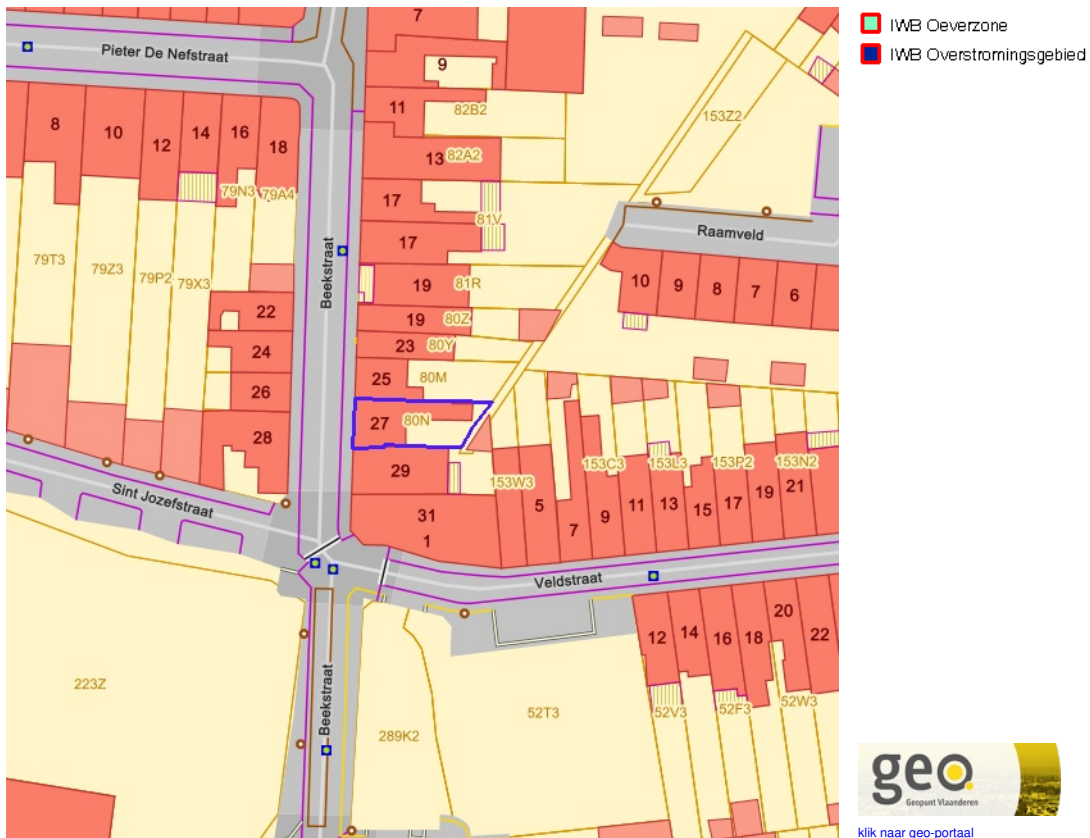 IWB Oeverzone
IWB Overstromingsgebied
7
Pieter De Nefstraat
9
11
82B2
153Z2
8
10
12
14
16
18
13
82A2
79N3
79A4
17
81V
Raamveld
17
79T3
79Z3
79P2
79X3
Beekstraat
19
81R
10
9
8
7
6
22
19
80Z
23
80Y
24
25
80M
26
27
80N
28
29
153W3
153C3
153L3
153P2
153N2
Sint Jozefstraat
5
7
9
11
13
15
17
19
21
31
1
Veldstraat
12
14
16
18
20
22
223Z
Beekstraat
289K2
52T3
52V3
52F3
52W3
geo
Geopunt Vlaanderen
klik naar geo-portaal